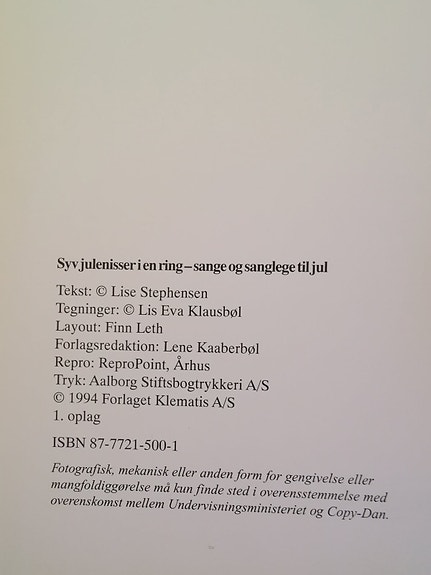 Syv julenisser i en ring – sange og sanglege til jul
Tekst: © Lise Stephensen
Tegninger: © Lis Eva Klausbøl
Layout: Finn Leth
Forlagsredaktion: Lene Kaaberbøl
Repro: ReproPoint, Århus
Tryk: Aalborg Stiftsbogtrykkeri A/S
© 1994 Forlaget Klematis A/S
1. oplag
ISBN 87-7721-500-1
Fotografisk, mekanisk eller anden form for gengivelse eller
mangfoldiggørelse må kun finde sted i overensstemmelse med
overenskomst mellem Undervisningsministeriet og Copy-Dan.